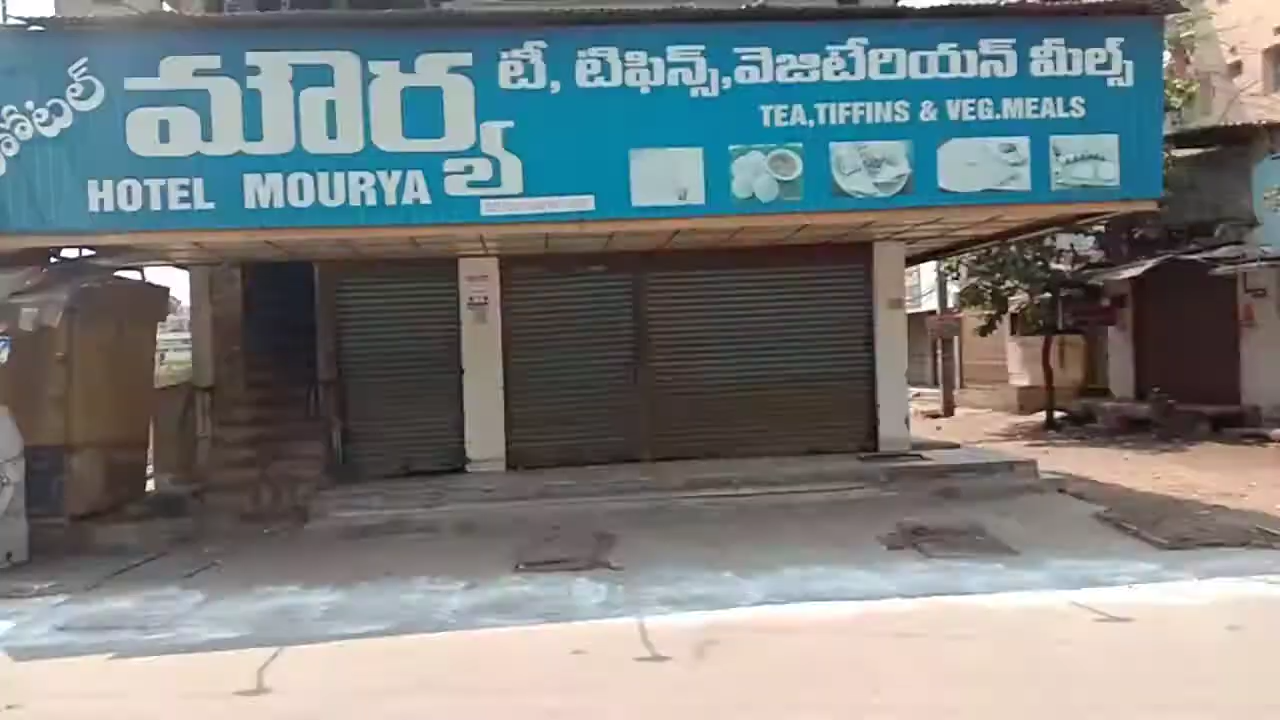 హోటల్
మౌర్య
HOTEL MOURYA
టీ, టిఫిన్స్, వెజిటేరియన్ మీల్స్
TEA,TIFFINS & VEG.MEALS